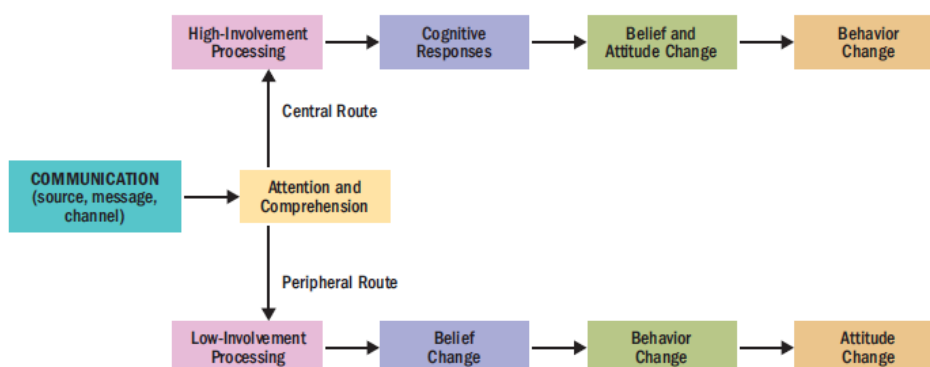 High-Involvement
Processing
Cognitive
Responses
Belief and
Attitude Change
Behavior
Change
Central Route
COMMUNICATION
(source, message,
channel)
Attention and
Comprehension
Peripheral Route
Low-Involvement
Processing
Belief
Change
Behavior
Change
Attitude
Change